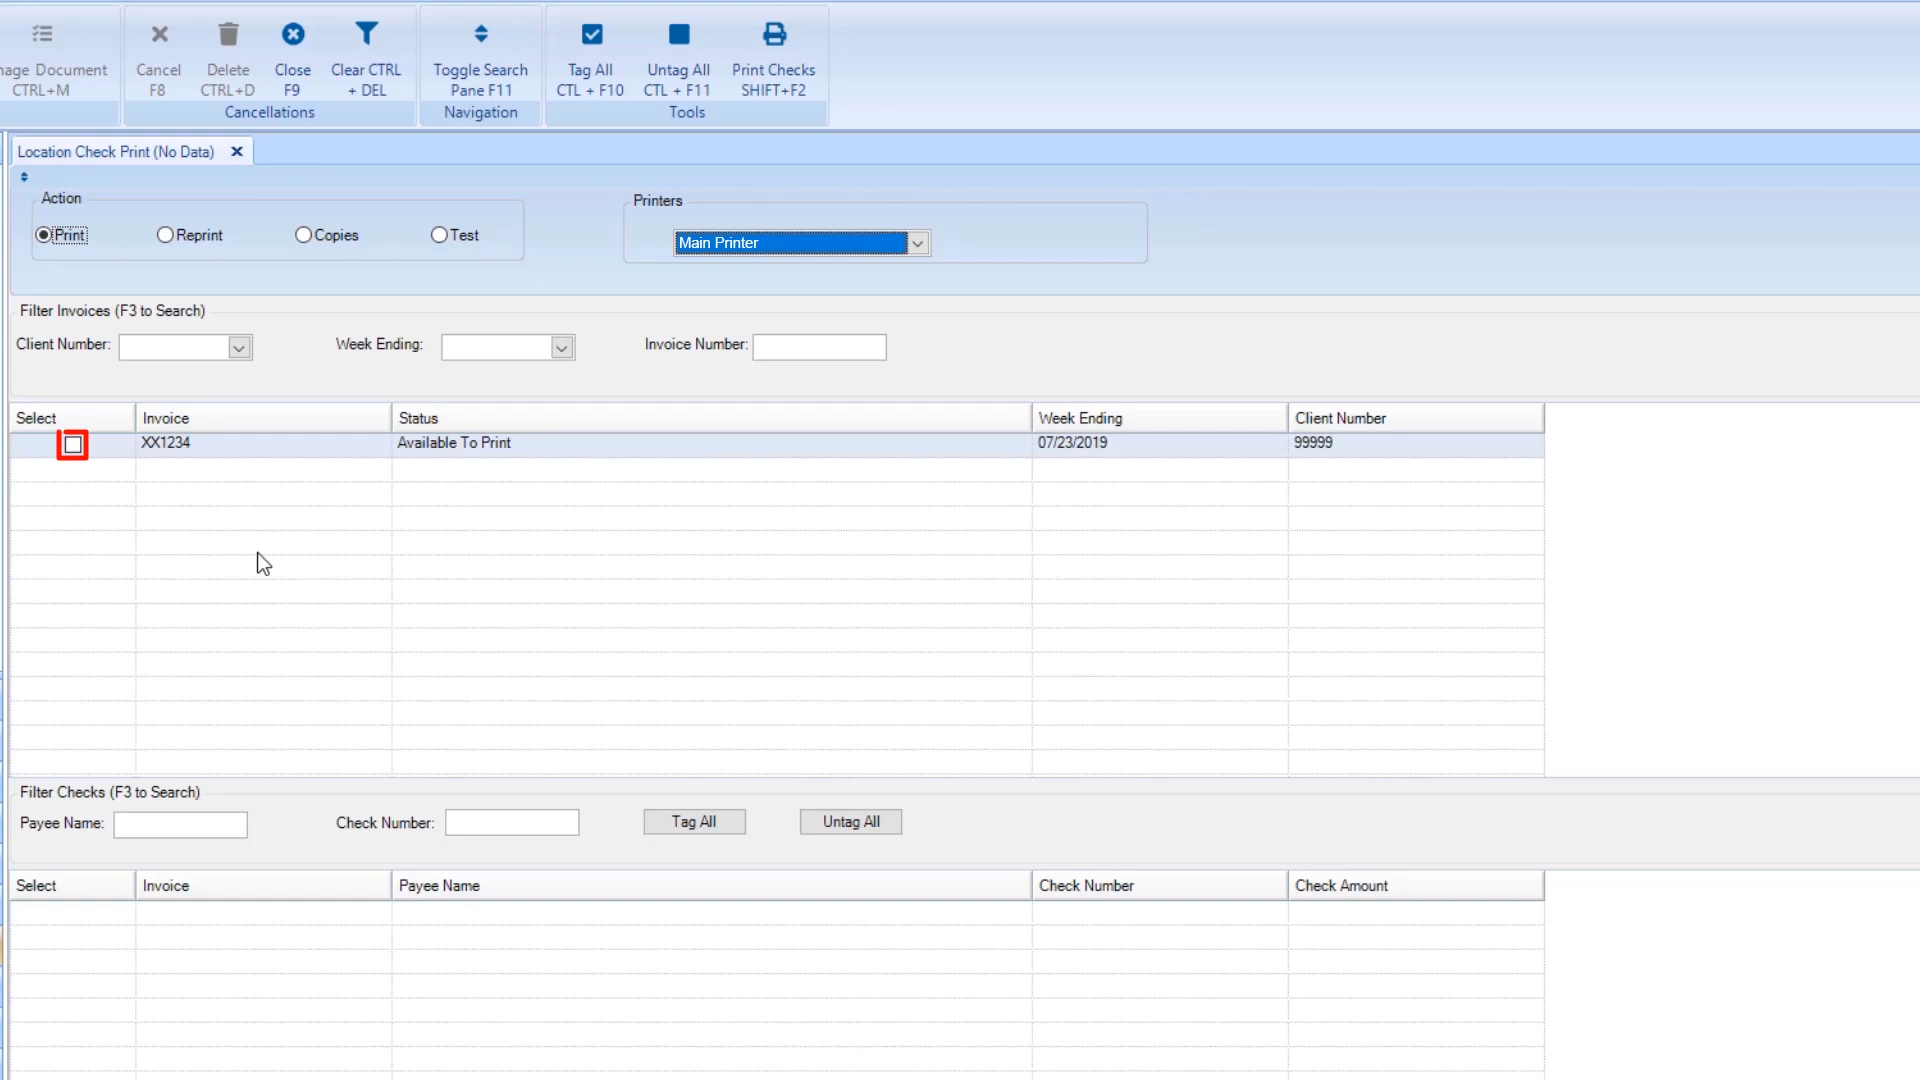 nage Document
CTRL+M
Cancel
F8
Delete
CTRL+D
Close
F9
Clear CTRL
+ DEL
Cancellations
Toggle Search
Pane F11
Navigation
Tag All
CTL + F10
Untag All
CTL + F11
Print Checks
SHIFT+F2
Tools
Location Check Print (No Data)
Action
Print Reprint Copies Test
Printers
Main Printer
Filter Invoices (F3 to Search)
Client Number: Week Ending: Invoice Number:
Select Invoice Status Week Ending Client Number
XX1234 Available To Print 07/23/2019 99999
Filter Checks (F3 to Search)
Payee Name: Check Number: Tag All Untag All
Select Invoice Payee Name Check Number Check Amount